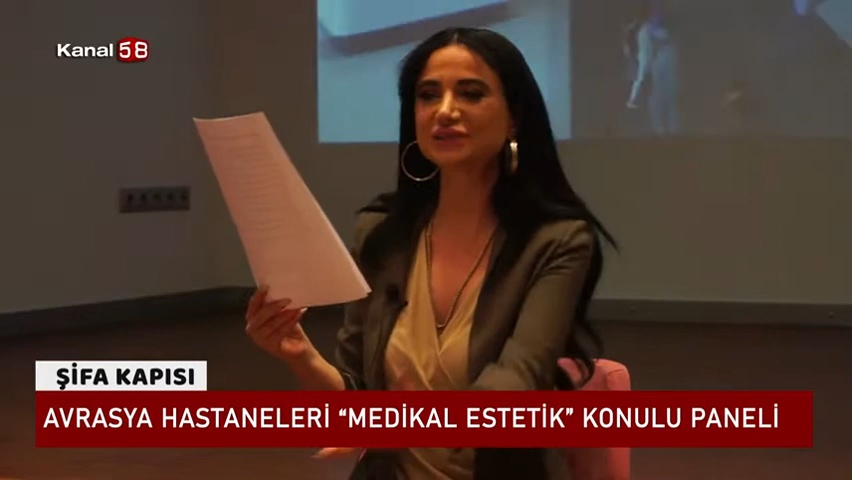 Kanal 58
ŞİFA KAPISI
AVRASYA HASTANELERİ “MEDİKAL ESTETİK” KONULU PANELİ